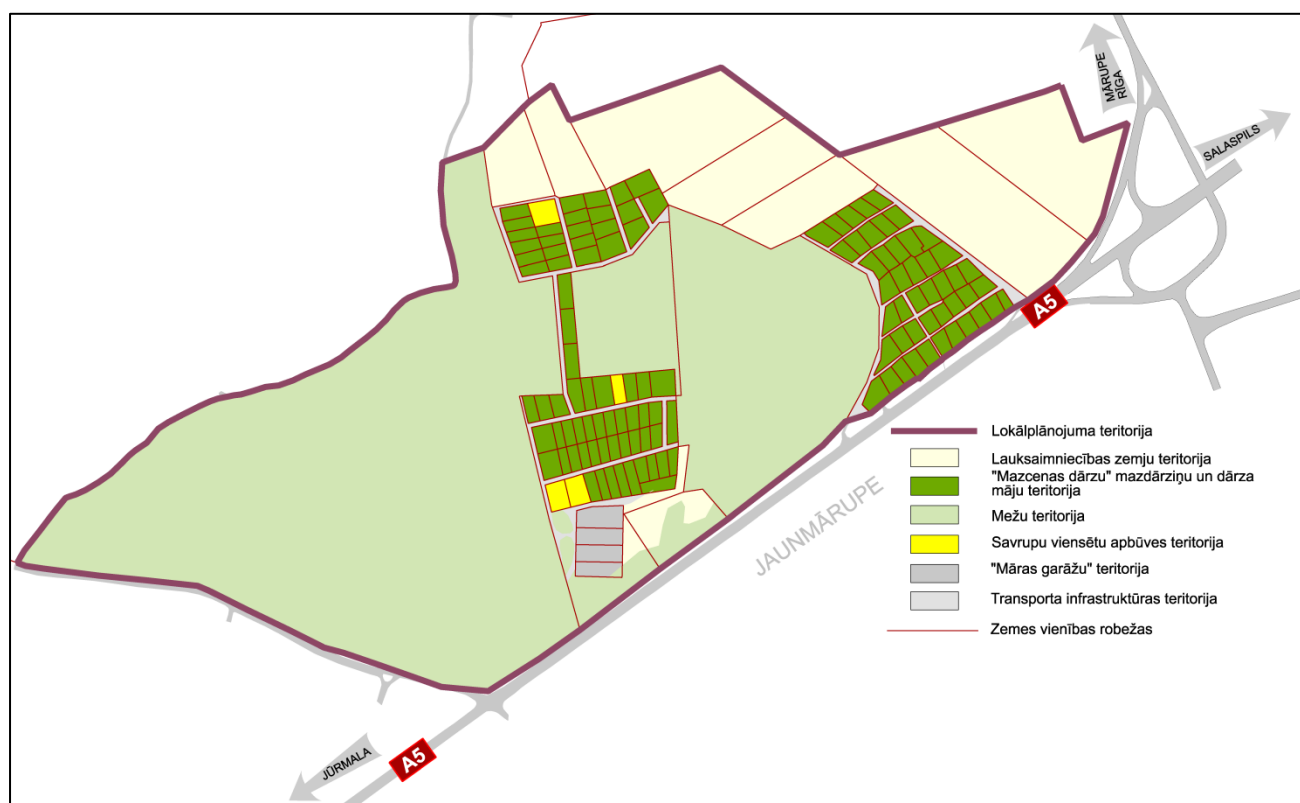 MĀRUPE
RĪGA
SALASPILS
A5
Lokālplānojuma teritorija
Lauksaimniecības zemju teritorija
"Mazcenas dārzu" mazdārziņu un dārza
māju teritorija
Mežu teritorija
Savrupu viensētu apbūves teritorija
"Māras garāžu" teritorija
Transporta infrastruktūras teritorija
Zemes vienības robežas
JAUNMĀRUPE
A5
JŪRMALA